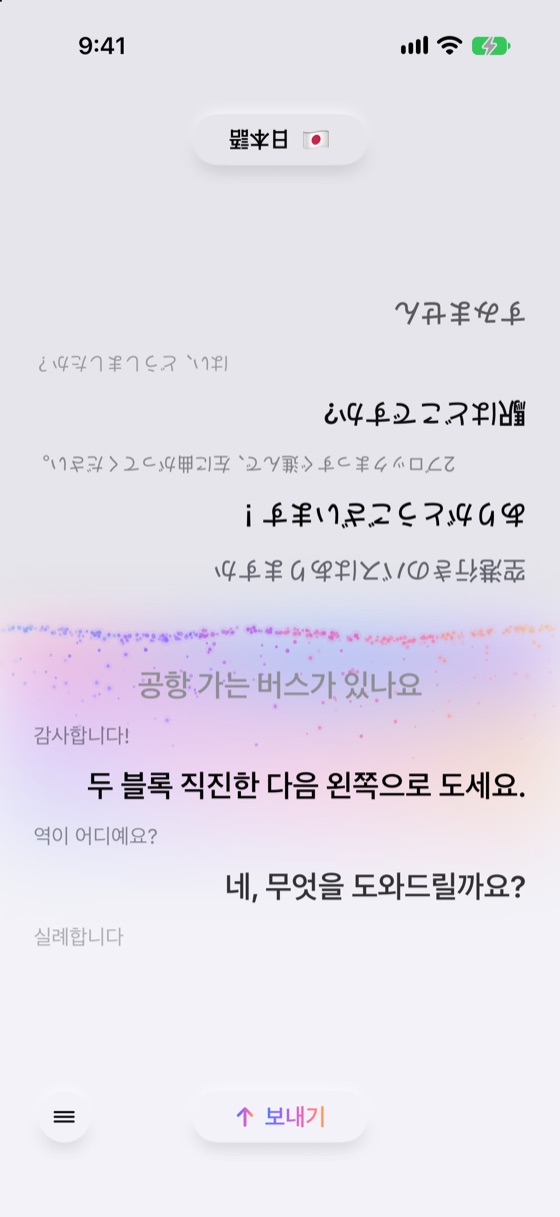 9:41
日本語
すみません
はい、どうしましたか？
駅はどこですか?
2ブロックまっすぐ進んで、左に曲がってください。
ありがとうございます！
空港行きのバスはありますか
공항 가는 버스가 있나요
감사합니다!
두 블록 직진한 다음 왼쪽으로 도세요.
역이 어디예요?
네, 무엇을 도와드릴까요?
실례합니다
보내기